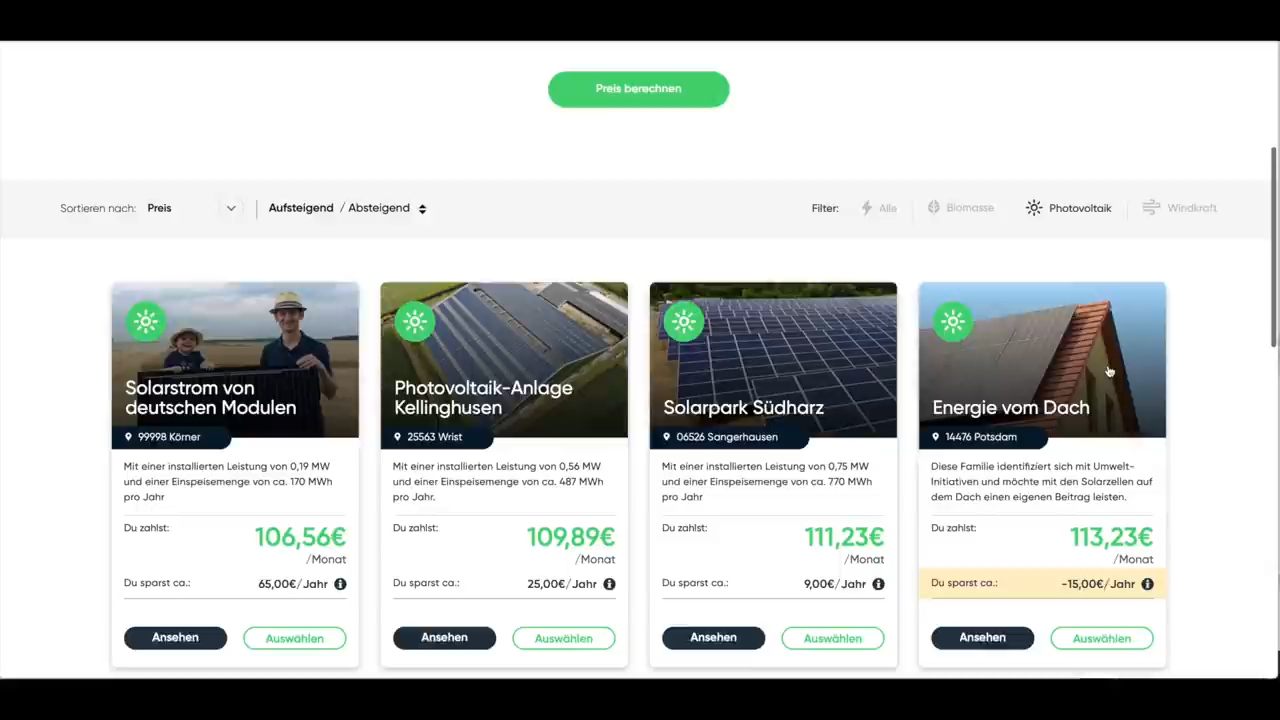 Preis berechnen
Sortieren nach: Preis Aufsteigend / Absteigend Filter: Alle Biomasse Photovoltaik Windkraft
Solarstrom von
deutschen Modulen
99998 Körner
Mit einer installierten Leistung von 0,19 MW
und einer Einspeisemenge von ca. 170 MWh
pro Jahr
Du zahlst:
106,56€
/Monat
Du sparst ca.: 65,00€/Jahr
Ansehen Auswählen
Photovoltaik-Anlage
Kellinghusen
25563 Wrist
Mit einer installierten Leistung von 0,56 MW
und einer Einspeisemenge von ca. 487 MWh
pro Jahr.
Du zahlst:
109,89€
/Monat
Du sparst ca.: 25,00€/Jahr
Ansehen Auswählen
Solarpark Südharz
06526 Sangerhausen
Mit einer installierten Leistung von 0,75 MW
und einer Einspeisemenge von ca. 770 MWh
pro Jahr
Du zahlst:
111,23€
/Monat
Du sparst ca.: 9,00€/Jahr
Ansehen Auswählen
Energie vom Dach
14476 Potsdam
Diese Familie identifiziert sich mit Umwelt-
Initiativen und möchte mit den Solarzellen auf
dem Dach einen eigenen Beitrag leisten.
Du zahlst:
113,23€
/Monat
Du sparst ca.: -15,00€/Jahr
Ansehen Auswählen